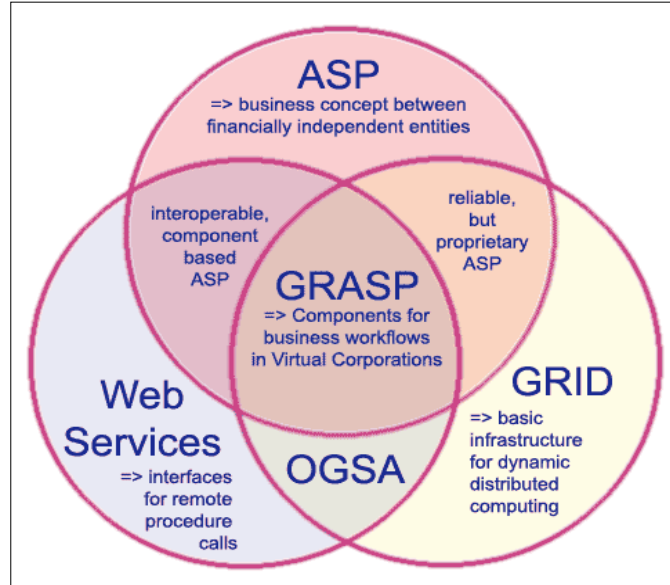 ASP
=> business concept between
financially independent entities
interoperable,
component
based
ASP
reliable,
but
proprietary
ASP
GRASP
=> Components for
business workflows
in Virtual Corporations
Web
Services
=> interfaces
for remote
procedure
calls
OGSA
GRID
=> basic
infrastructure
for dynamic
distributed
computing